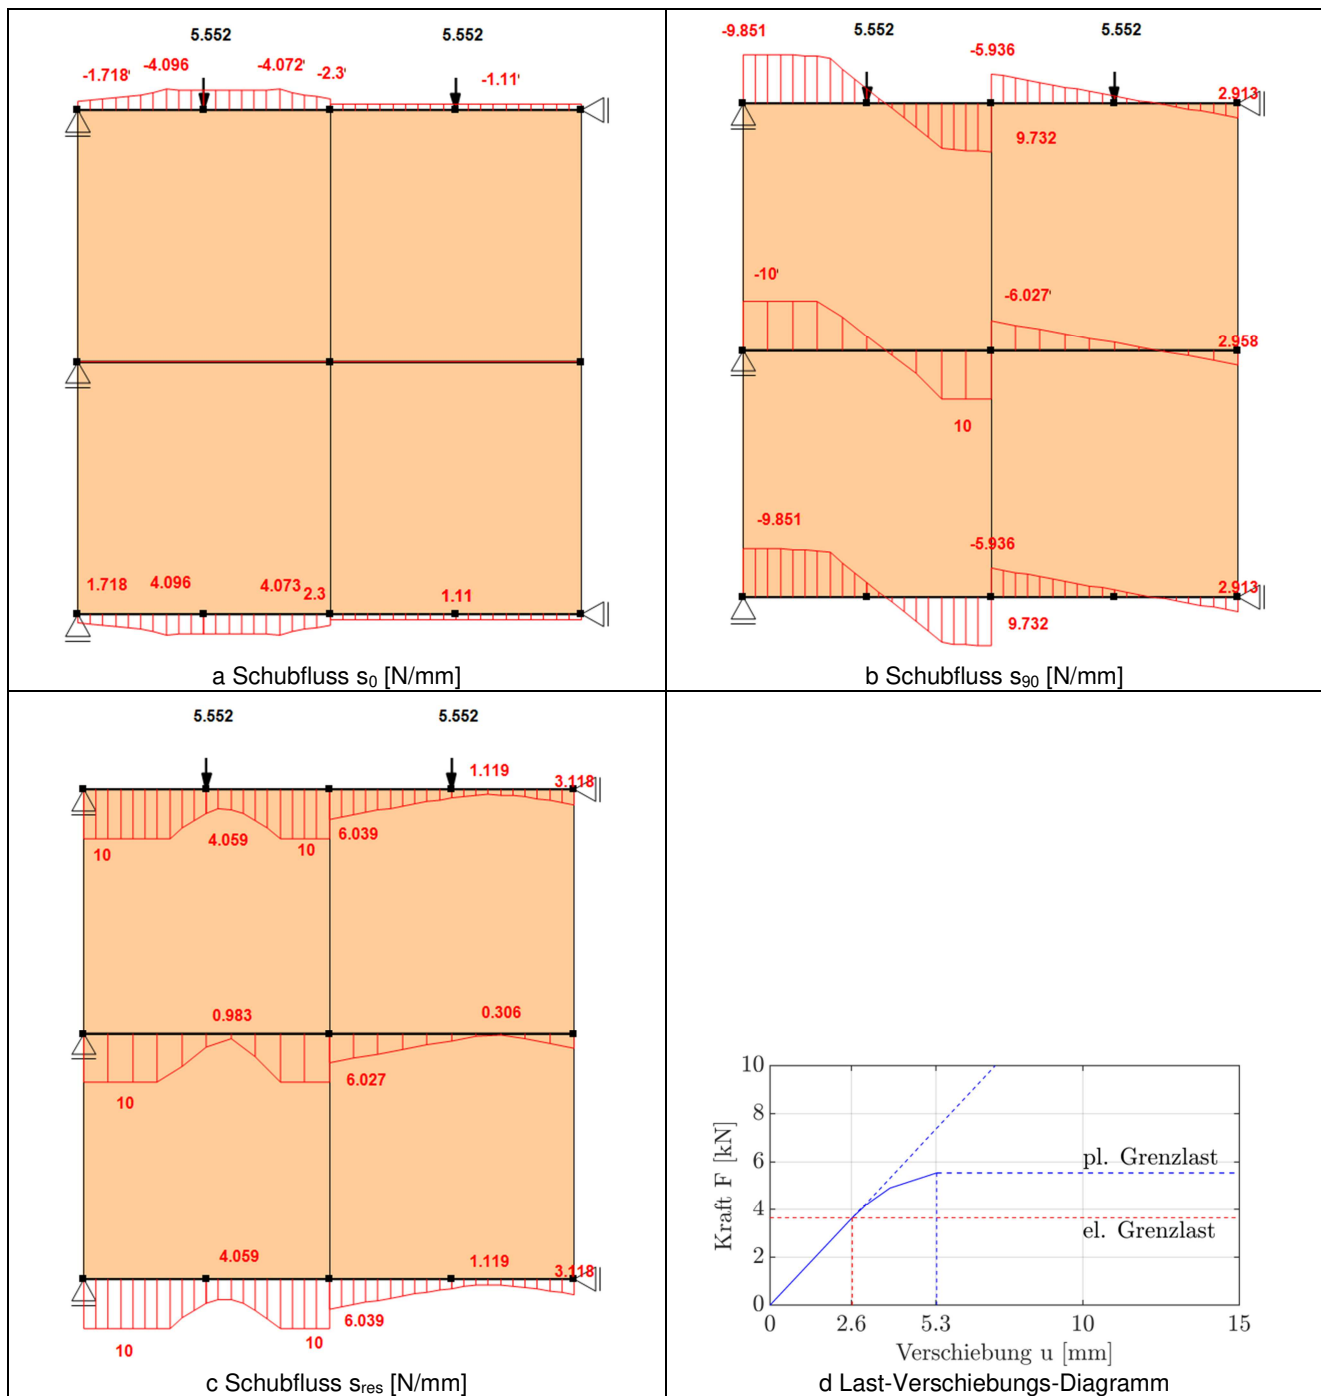 5.552 5.552
-1.718' -4.096 -4.072' -2.3' -1.11'
1.718 4.096 4.073 2.3 1.11
a Schubfluss s₀ [N/mm]
-9.851 5.552 -5.936 5.552
2.913
9.732
-10' -6.027'
2.958
10
-9.851 -5.936
2.913
9.732
b Schubfluss s₉₀ [N/mm]
5.552 5.552
1.119
3.118
10 4.059 10 6.039
0.983 0.306
10 6.027
4.059 1.119
3.118
10 10 6.039
c Schubfluss sres [N/mm]
10
8
6
4
2
0
Kraft F [kN]
pl. Grenzlast
el. Grenzlast
0 2.6 5.3 10 15
Verschiebung u [mm]
d Last-Verschiebungs-Diagramm